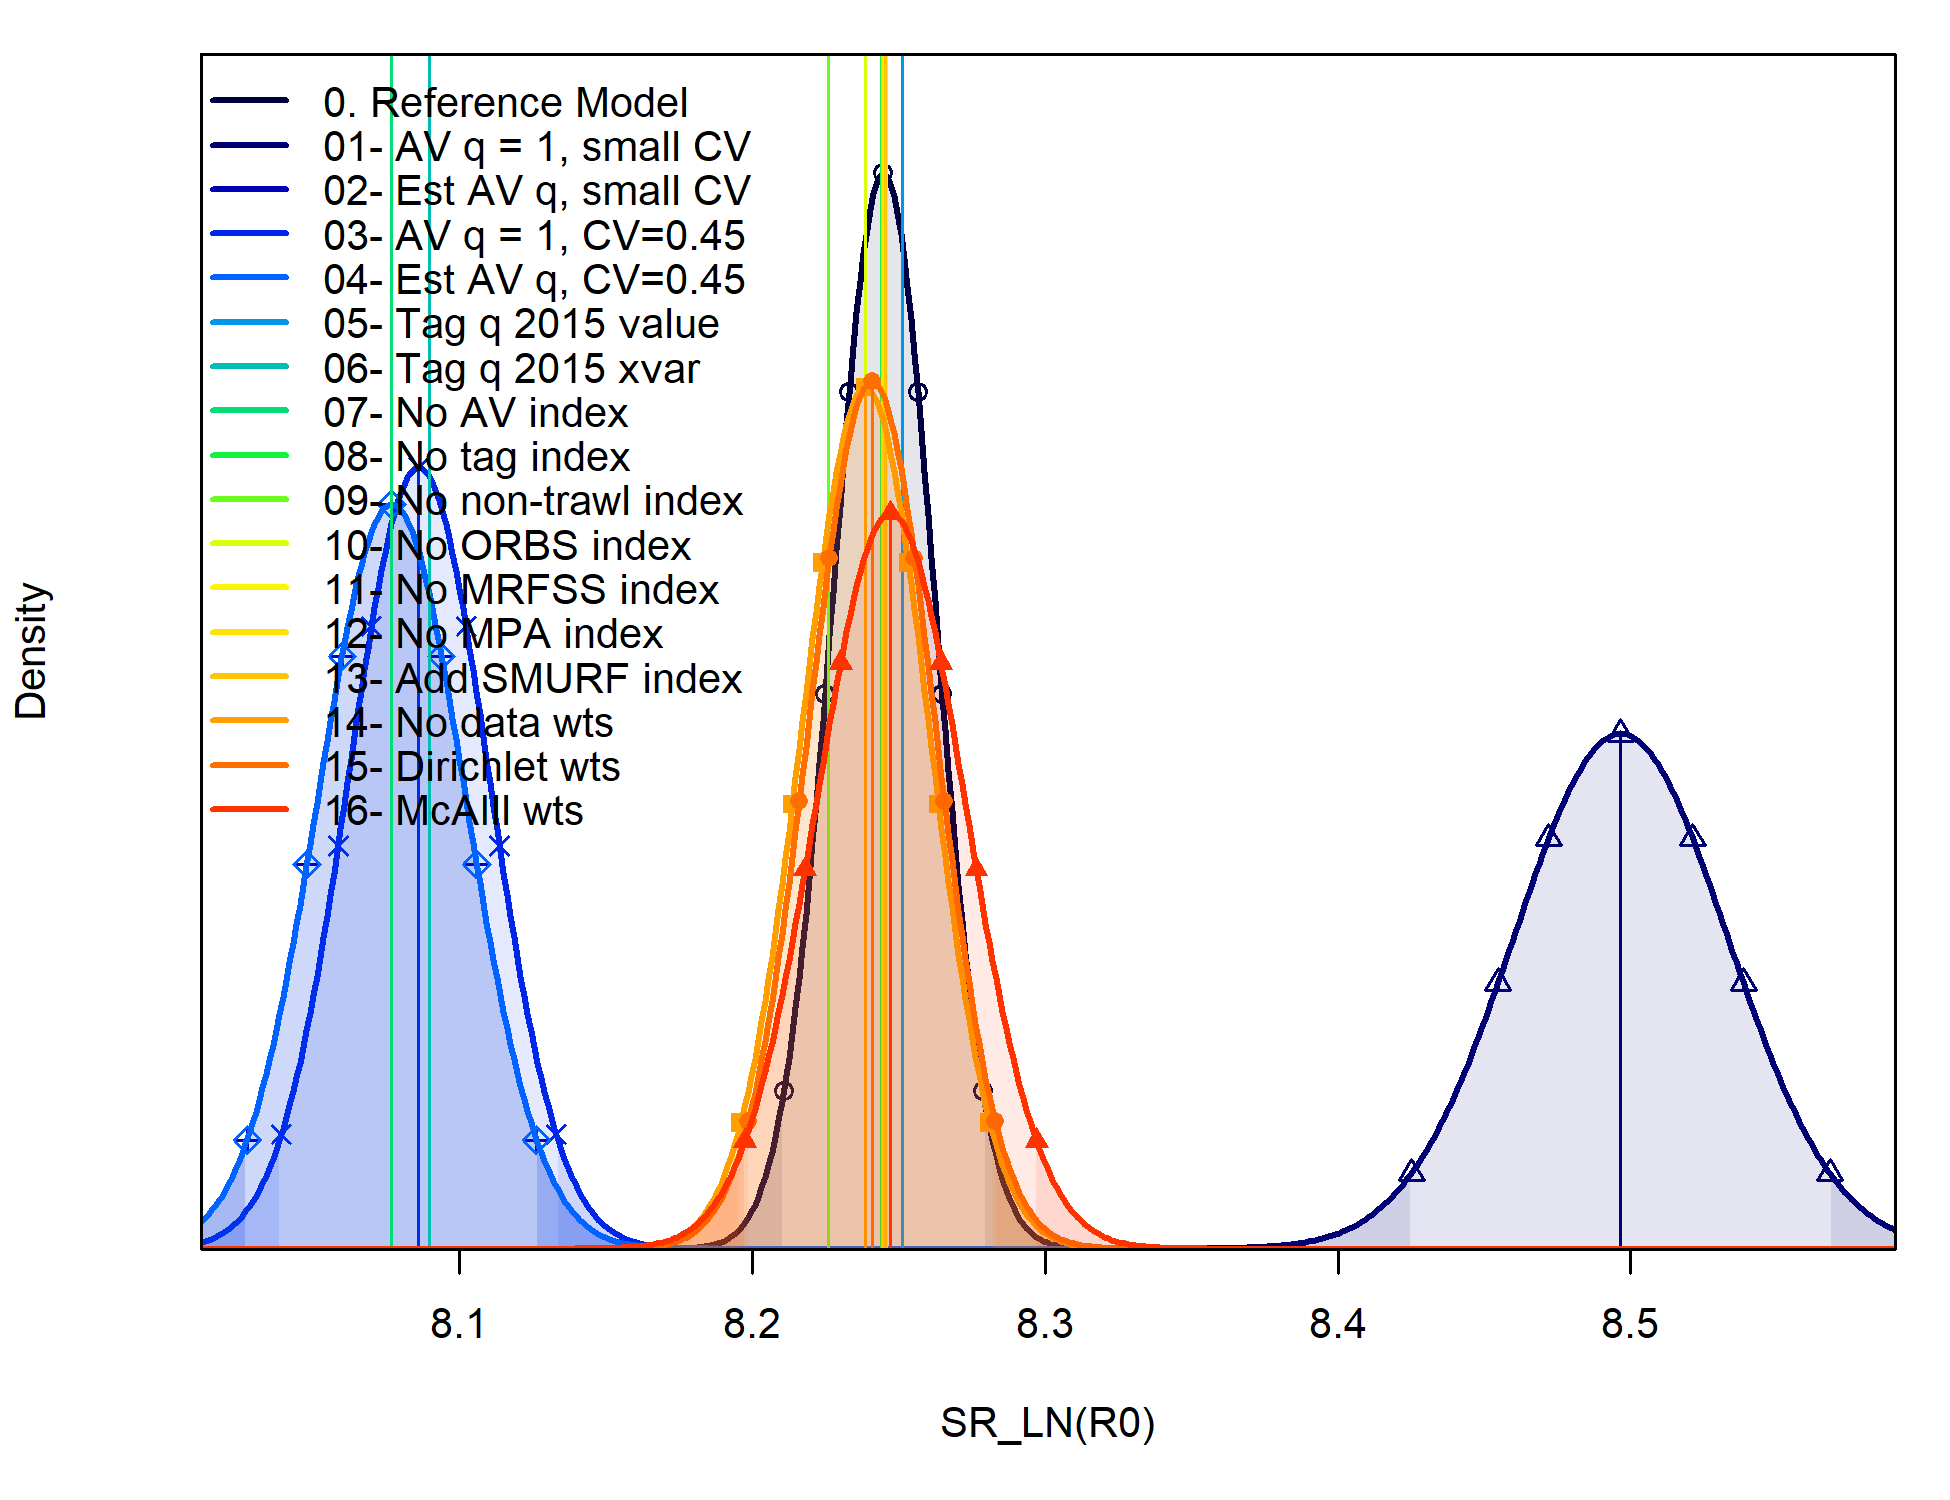 0. Reference Model
01- AV q = 1, small CV
02- Est AV q, small CV
03- AV q = 1, CV=0.45
04- Est AV q, CV=0.45
05- Tag q 2015 value
06- Tag q 2015 xvar
07- No AV index
08- No tag index
09- No non-trawl index
10- No ORBS index
11- No MRFSS index
12- No MPA index
13- Add SMURF index
14- No data wts
15- Dirichlet wts
16- McAlll wts
Density
8.1 8.2 8.3 8.4 8.5
SR_LN(R0)